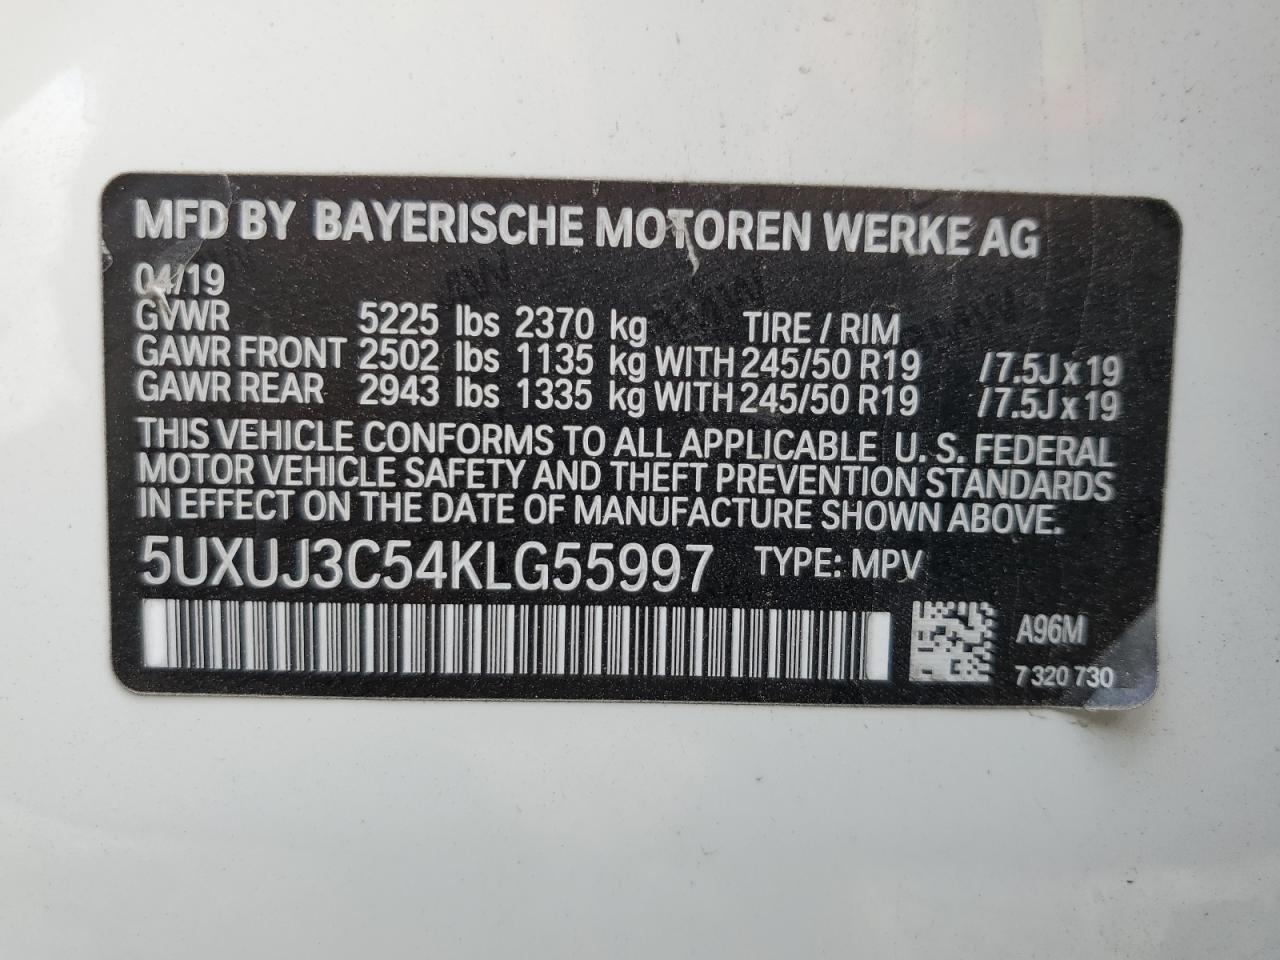 MFD BY BAYERISCHE MOTOREN WERKE AG
04/19
GVWR 5225 lbs 2370 kg TIRE / RIM
GAWR FRONT 2502 lbs 1135 kg WITH 245/50 R19 /7.5J x 19
GAWR REAR 2943 lbs 1335 kg WITH 245/50 R19 /7.5J x 19
THIS VEHICLE CONFORMS TO ALL APPLICABLE U. S. FEDERAL
MOTOR VEHICLE SAFETY AND THEFT PREVENTION STANDARDS
IN EFFECT ON THE DATE OF MANUFACTURE SHOWN ABOVE.
5UXUJ3C54KLG55997 TYPE: MPV
A96M
7 320 730